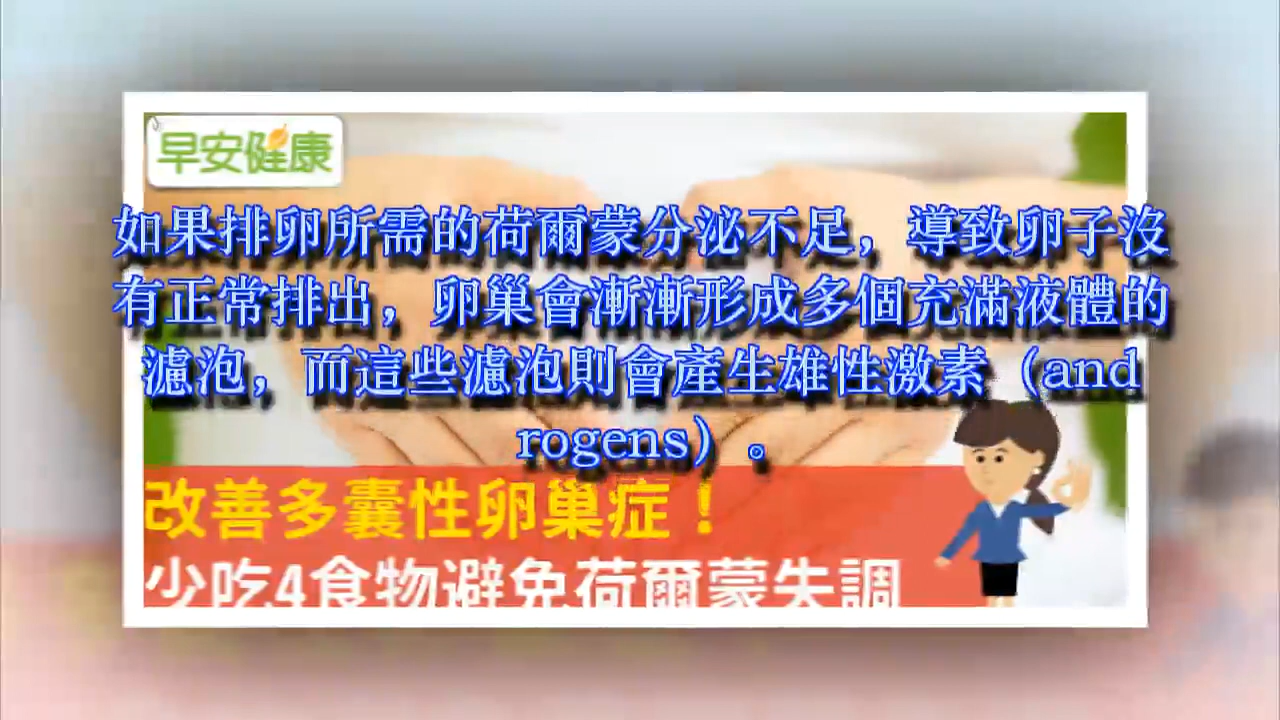 早安健康
如果排卵所需的荷爾蒙分泌不足，導致卵子沒
有正常排出，卵巢會漸漸形成多個充滿液體的
濾泡，而這些濾泡則會產生雄性激素（and
rogens）。
改善多囊性卵巢症！
少吃4食物避免荷爾蒙失調